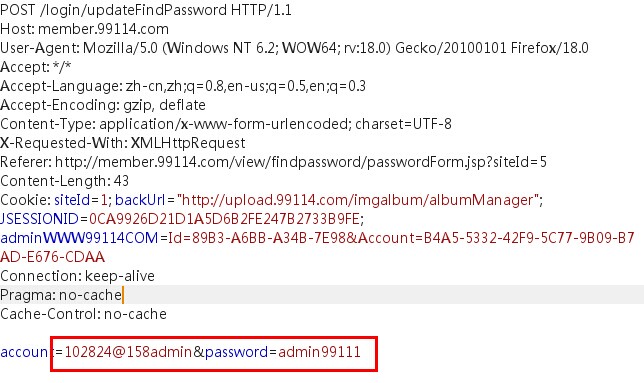 POST /login/updateFindPassword HTTP/1.1
Host: member.99114.com
User-Agent: Mozilla/5.0 (Windows NT 6.2; WOW64; rv:18.0) Gecko/20100101 Firefox/18.0
Accept: */*
Accept-Language: zh-cn,zh;q=0.8,en-us;q=0.5,en;q=0.3
Accept-Encoding: gzip, deflate
Content-Type: application/x-www-form-urlencoded; charset=UTF-8
X-Requested-With: XMLHttpRequest
Referer: http://member.99114.com/view/findpassword/passwordForm.jsp?siteId=5
Content-Length: 43
Cookie: siteId=1; backUrl="http://upload.99114.com/imgalbum/albumManager";
JSESSIONID=0CA9926D21D1A5D6B2FE247B2733B9FE;
adminWWW99114COM=Id=89B3-A6BB-A34B-7E98&Account=B4A5-5332-42F9-5C77-9B09-B7
AD-E676-CDAA
Connection: keep-alive
Pragma: no-cache
Cache-Control: no-cache
account=102824@158admin&password=admin99111